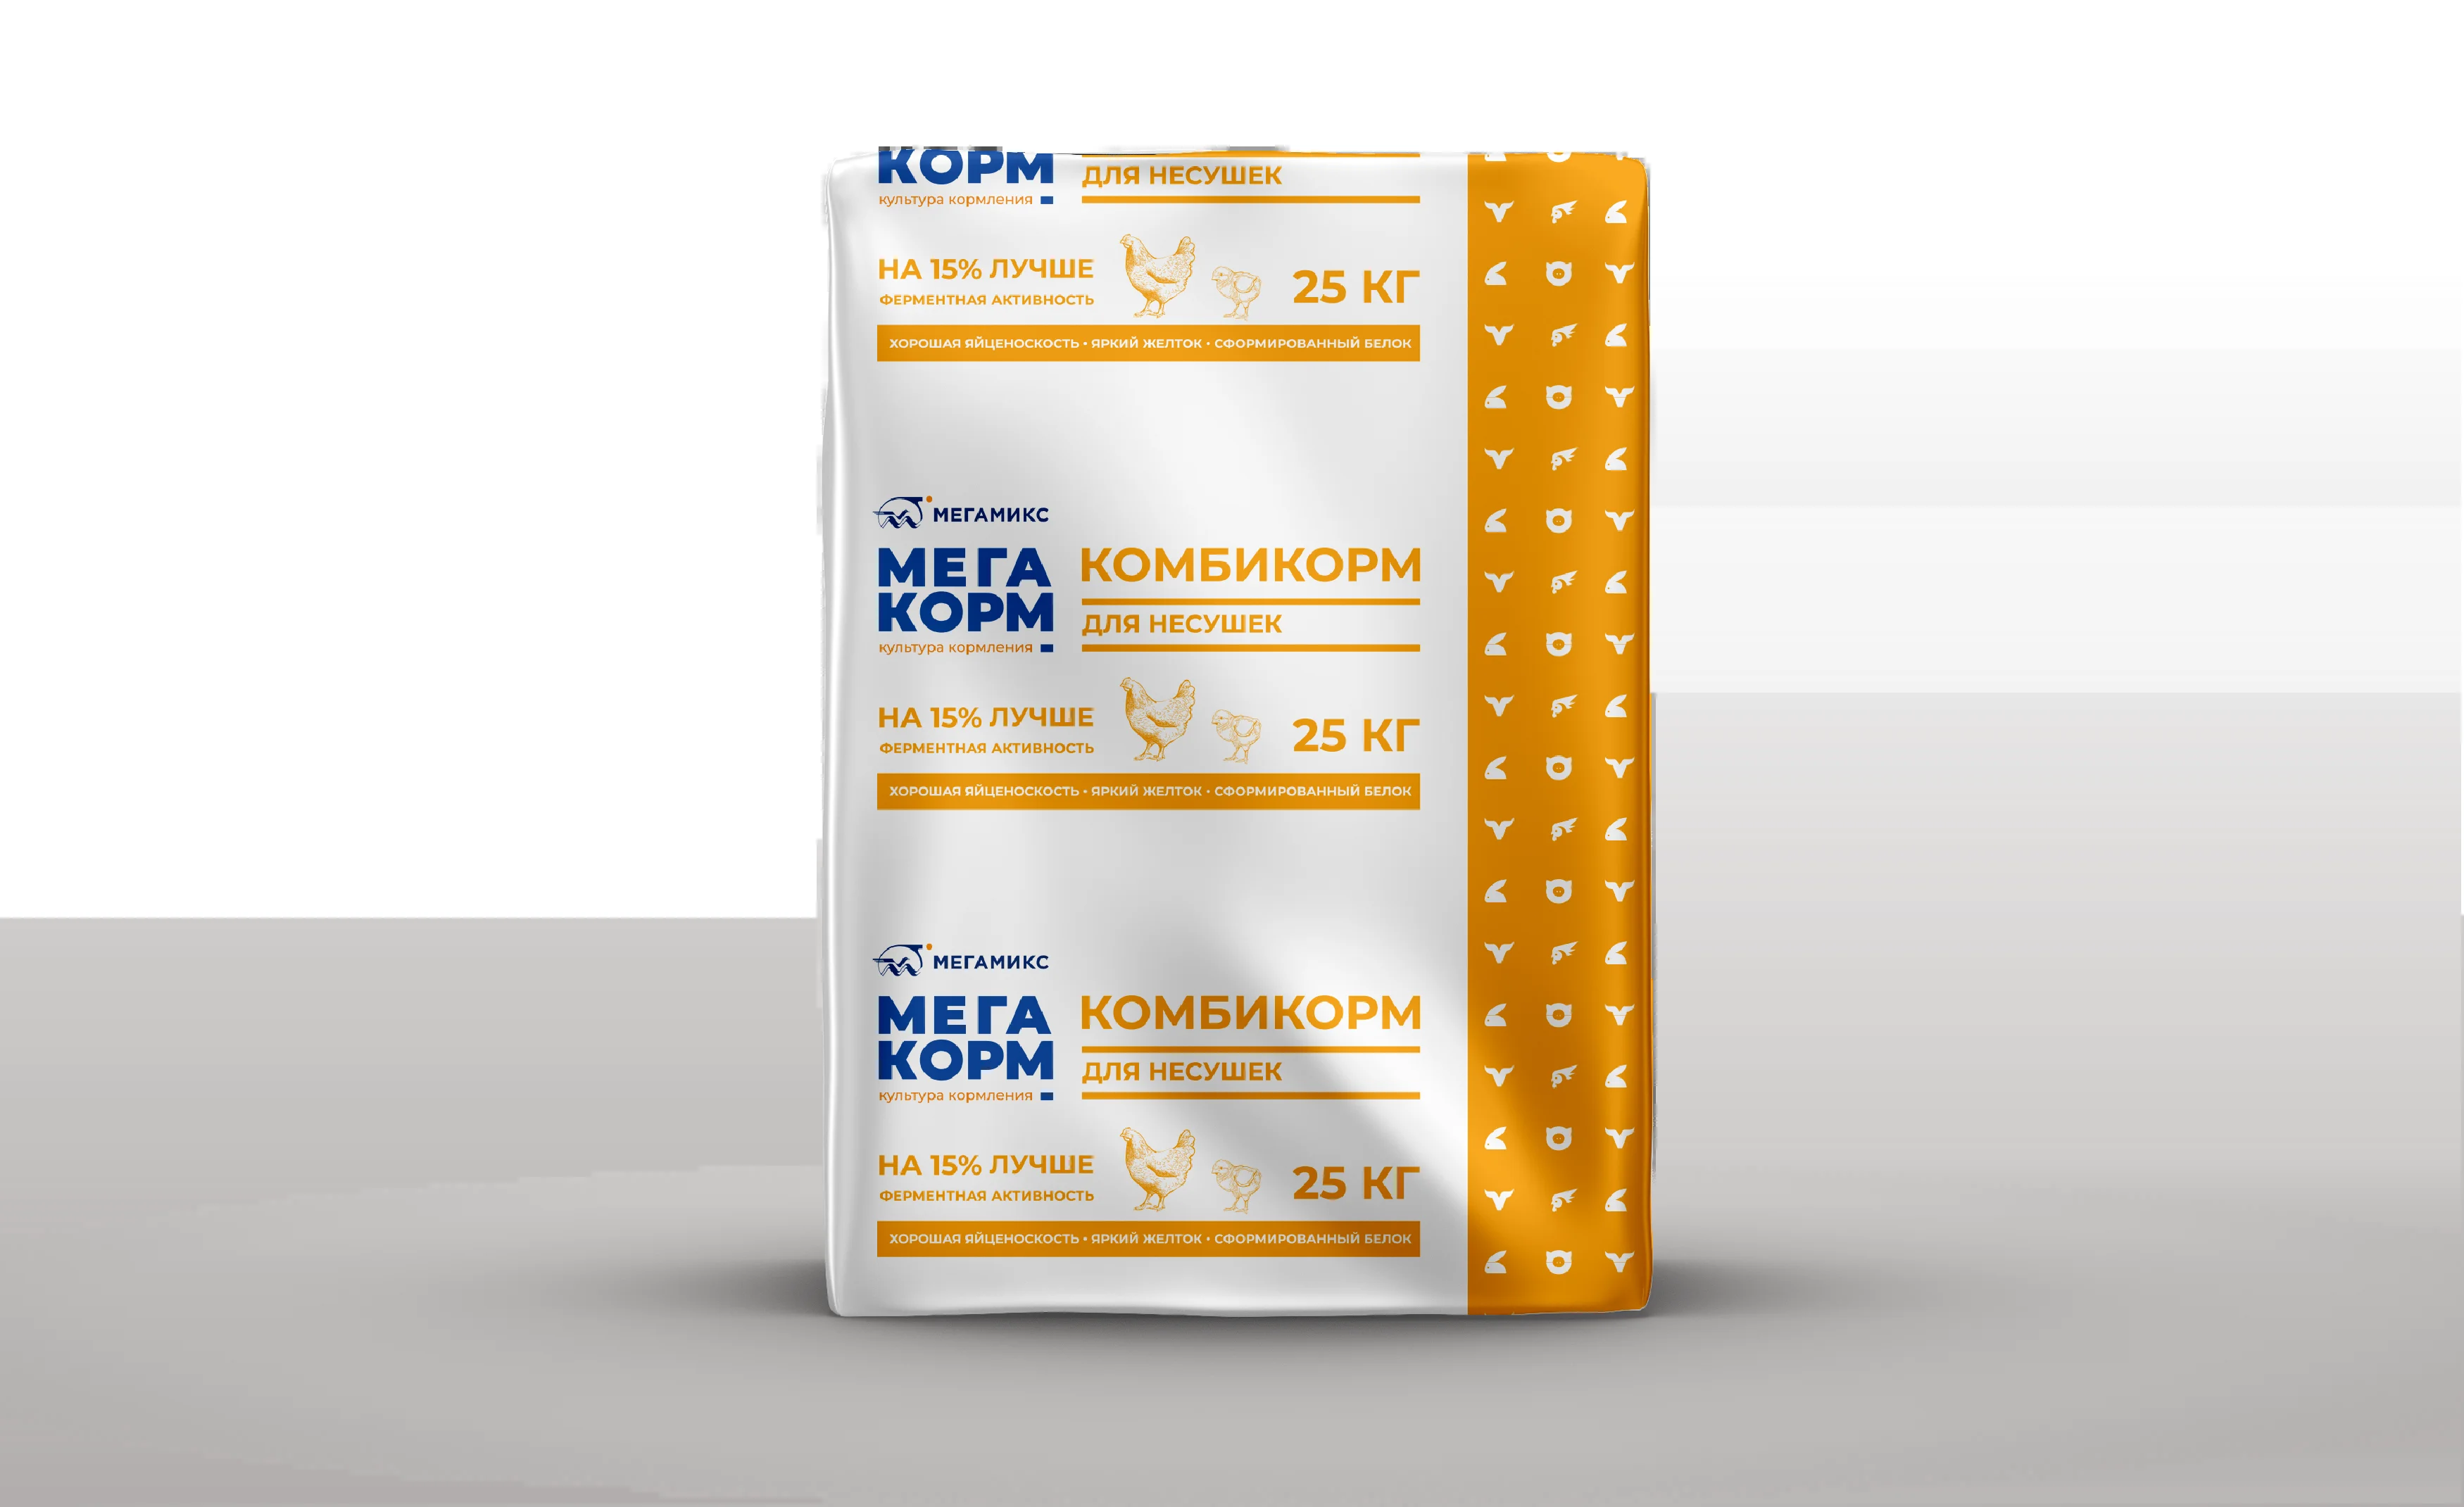 КОРМ
ДЛЯ НЕСУШЕК
культура кормления
НА 15% ЛУЧШЕ
ФЕРМЕНТНАЯ АКТИВНОСТЬ
25 КГ
ХОРОШАЯ ЯЙЦЕНОСКОСТЬ • ЯРКИЙ ЖЕЛТОК • СФОРМИРОВАННЫЙ БЕЛОК
МЕГАМИКС
МЕГА
КОРМ
культура кормления
КОМБИКОРМ
ДЛЯ НЕСУШЕК
НА 15% ЛУЧШЕ
ФЕРМЕНТНАЯ АКТИВНОСТЬ
25 КГ
ХОРОШАЯ ЯЙЦЕНОСКОСТЬ • ЯРКИЙ ЖЕЛТОК • СФОРМИРОВАННЫЙ БЕЛОК
МЕГАМИКС
МЕГА
КОРМ
культура кормления
КОМБИКОРМ
ДЛЯ НЕСУШЕК
НА 15% ЛУЧШЕ
ФЕРМЕНТНАЯ АКТИВНОСТЬ
25 КГ
ХОРОШАЯ ЯЙЦЕНОСКОСТЬ • ЯРКИЙ ЖЕЛТОК • СФОРМИРОВАННЫЙ БЕЛОК